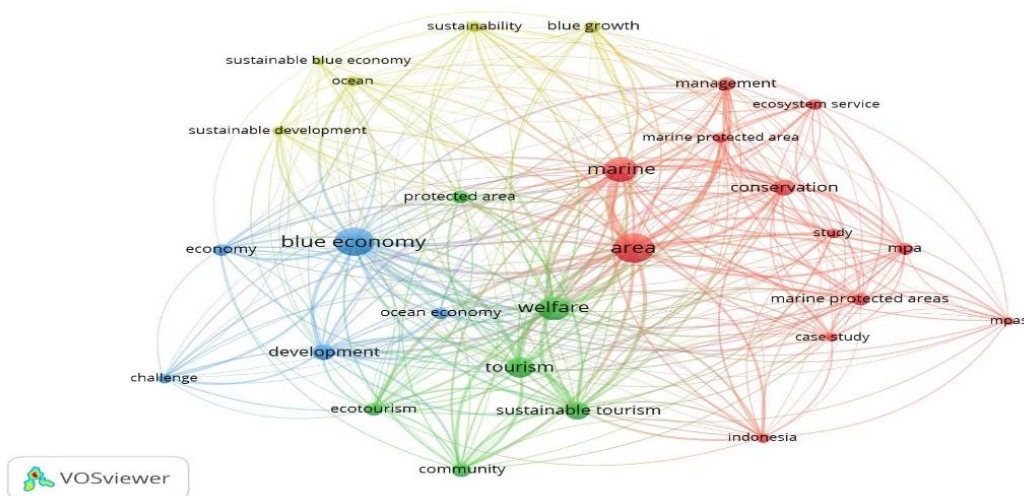 sustainability
blue growth
sustainable blue economy
ocean
management
ecosystem service
sustainable development
marine protected area
marine
conservation
protected area
study
blue economy
economy
area
mpa
marine protected areas
welfare
ocean economy
mpas
case study
development
tourism
challenge
ecotourism
sustainable tourism
indonesia
community
VOSviewer